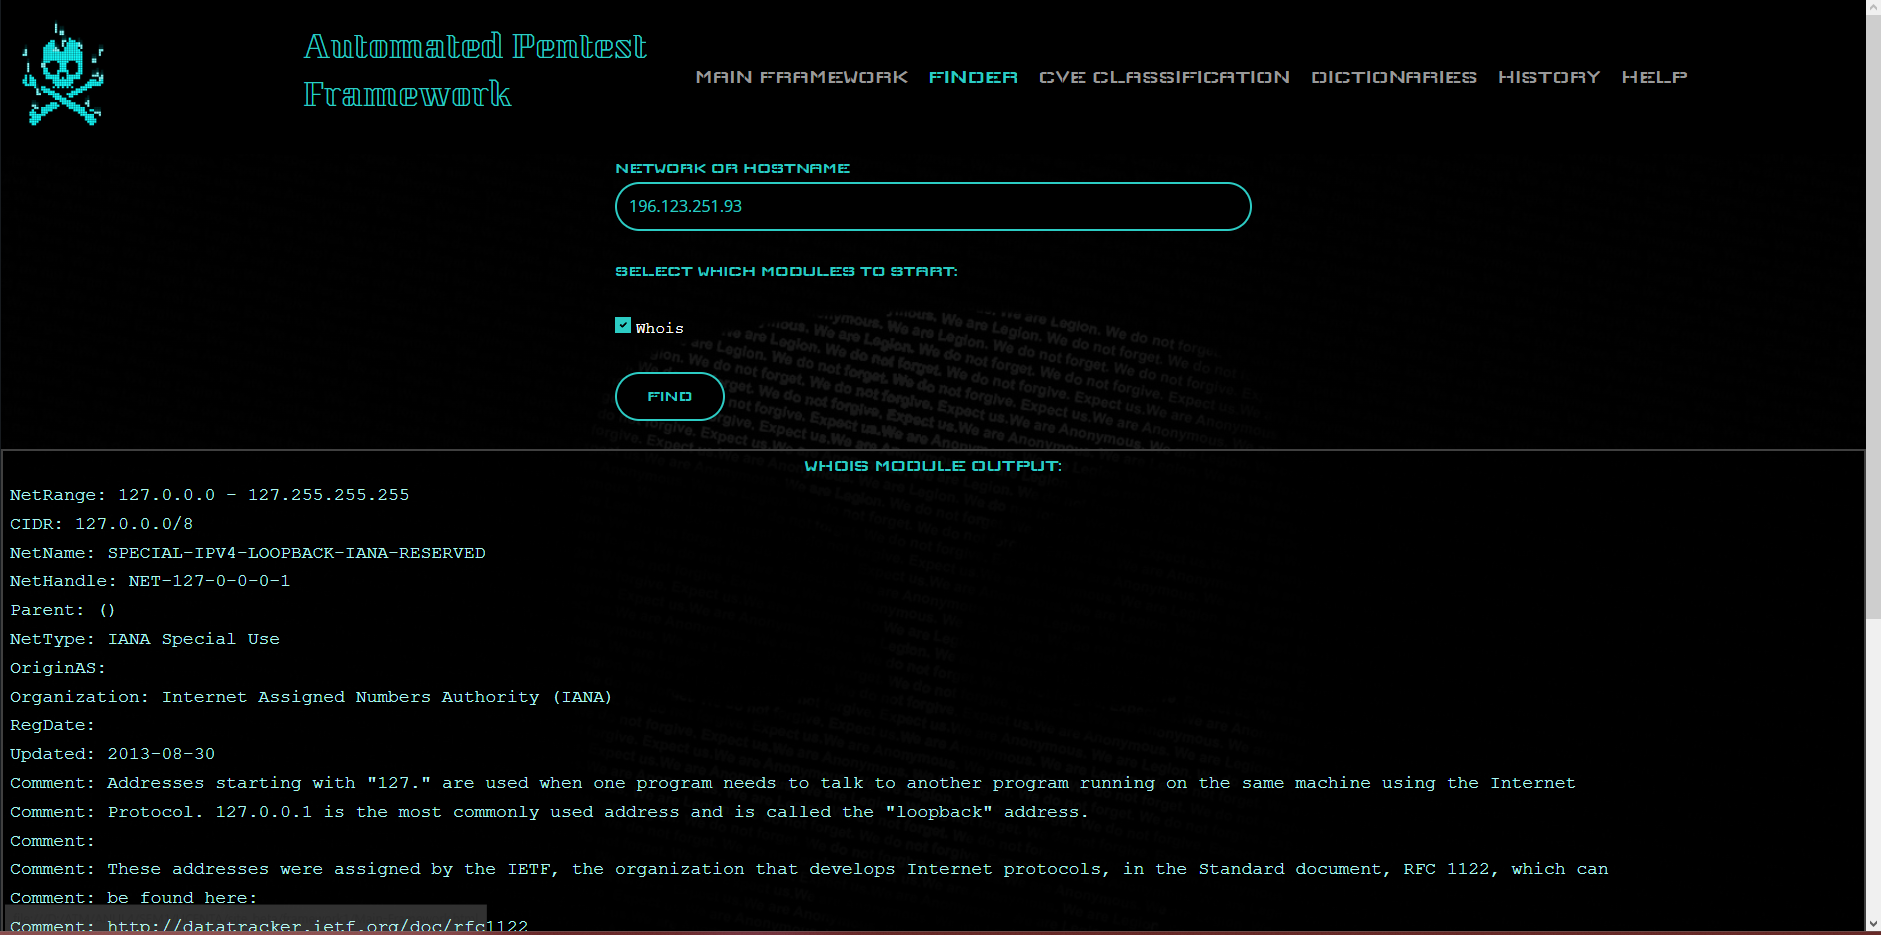 Automated Pentest
Framework
MAIN FRAMEWORK FINDER CVE CLASSIFICATION DICTIONARIES HISTORY HELP
NETWORK OR HOSTNAME
196.123.251.93
SELECT WHICH MODULES TO START:
Whois
FIND
WHOIS MODULE OUTPUT:
NetRange: 127.0.0.0 - 127.255.255.255
CIDR: 127.0.0.0/8
NetName: SPECIAL-IPV4-LOOPBACK-IANA-RESERVED
NetHandle: NET-127-0-0-0-1
Parent: ()
NetType: IANA Special Use
OriginAS:
Organization: Internet Assigned Numbers Authority (IANA)
RegDate:
Updated: 2013-08-30
Comment: Addresses starting with "127." are used when one program needs to talk to another program running on the same machine using the Internet
Comment: Protocol. 127.0.0.1 is the most commonly used address and is called the "loopback" address.
Comment:
Comment: These addresses were assigned by the IETF, the organization that develops Internet protocols, in the Standard document, RFC 1122, which can
Comment: be found here:
Comment: http://datatracker.ietf.org/doc/rfc1122